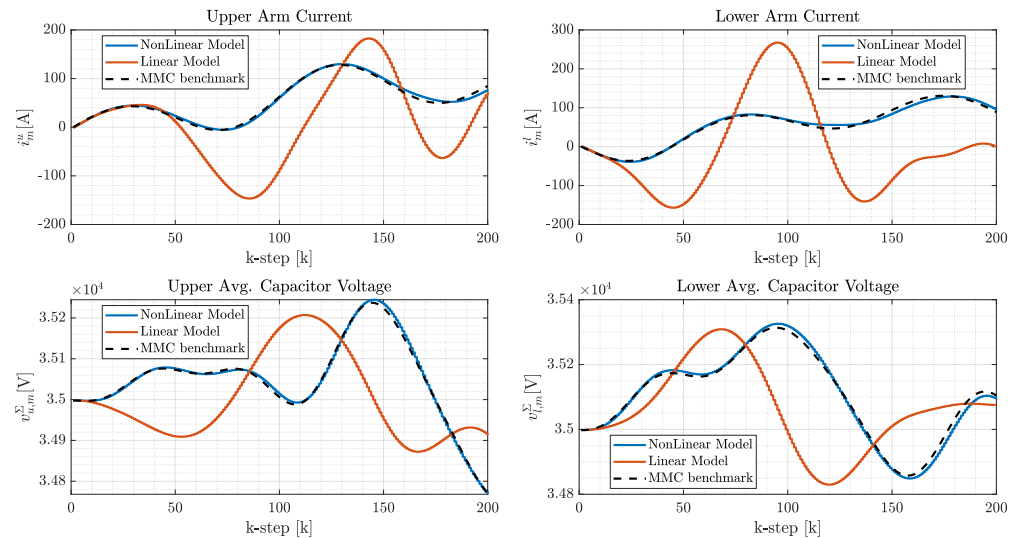 Upper Arm Current
200
100
0
-100
-200
i^u_m[A]
NonLinear Model
Linear Model
MMC benchmark
0
50
100
150
200
k-step [k]
Lower Arm Current
300
200
100
0
-100
-200
i^l_m[A]
NonLinear Model
Linear Model
MMC benchmark
0
50
100
150
200
k-step [k]
Upper Avg. Capacitor Voltage
×10^4
3.52
3.51
3.5
3.49
3.48
v^Σ_{u,m}[V]
NonLinear Model
Linear Model
MMC benchmark
0
50
100
150
200
k-step [k]
Lower Avg. Capacitor Voltage
×10^4
3.54
3.52
3.5
3.48
v^Σ_{l,m}[V]
NonLinear Model
Linear Model
MMC benchmark
0
50
100
150
200
k-step [k]